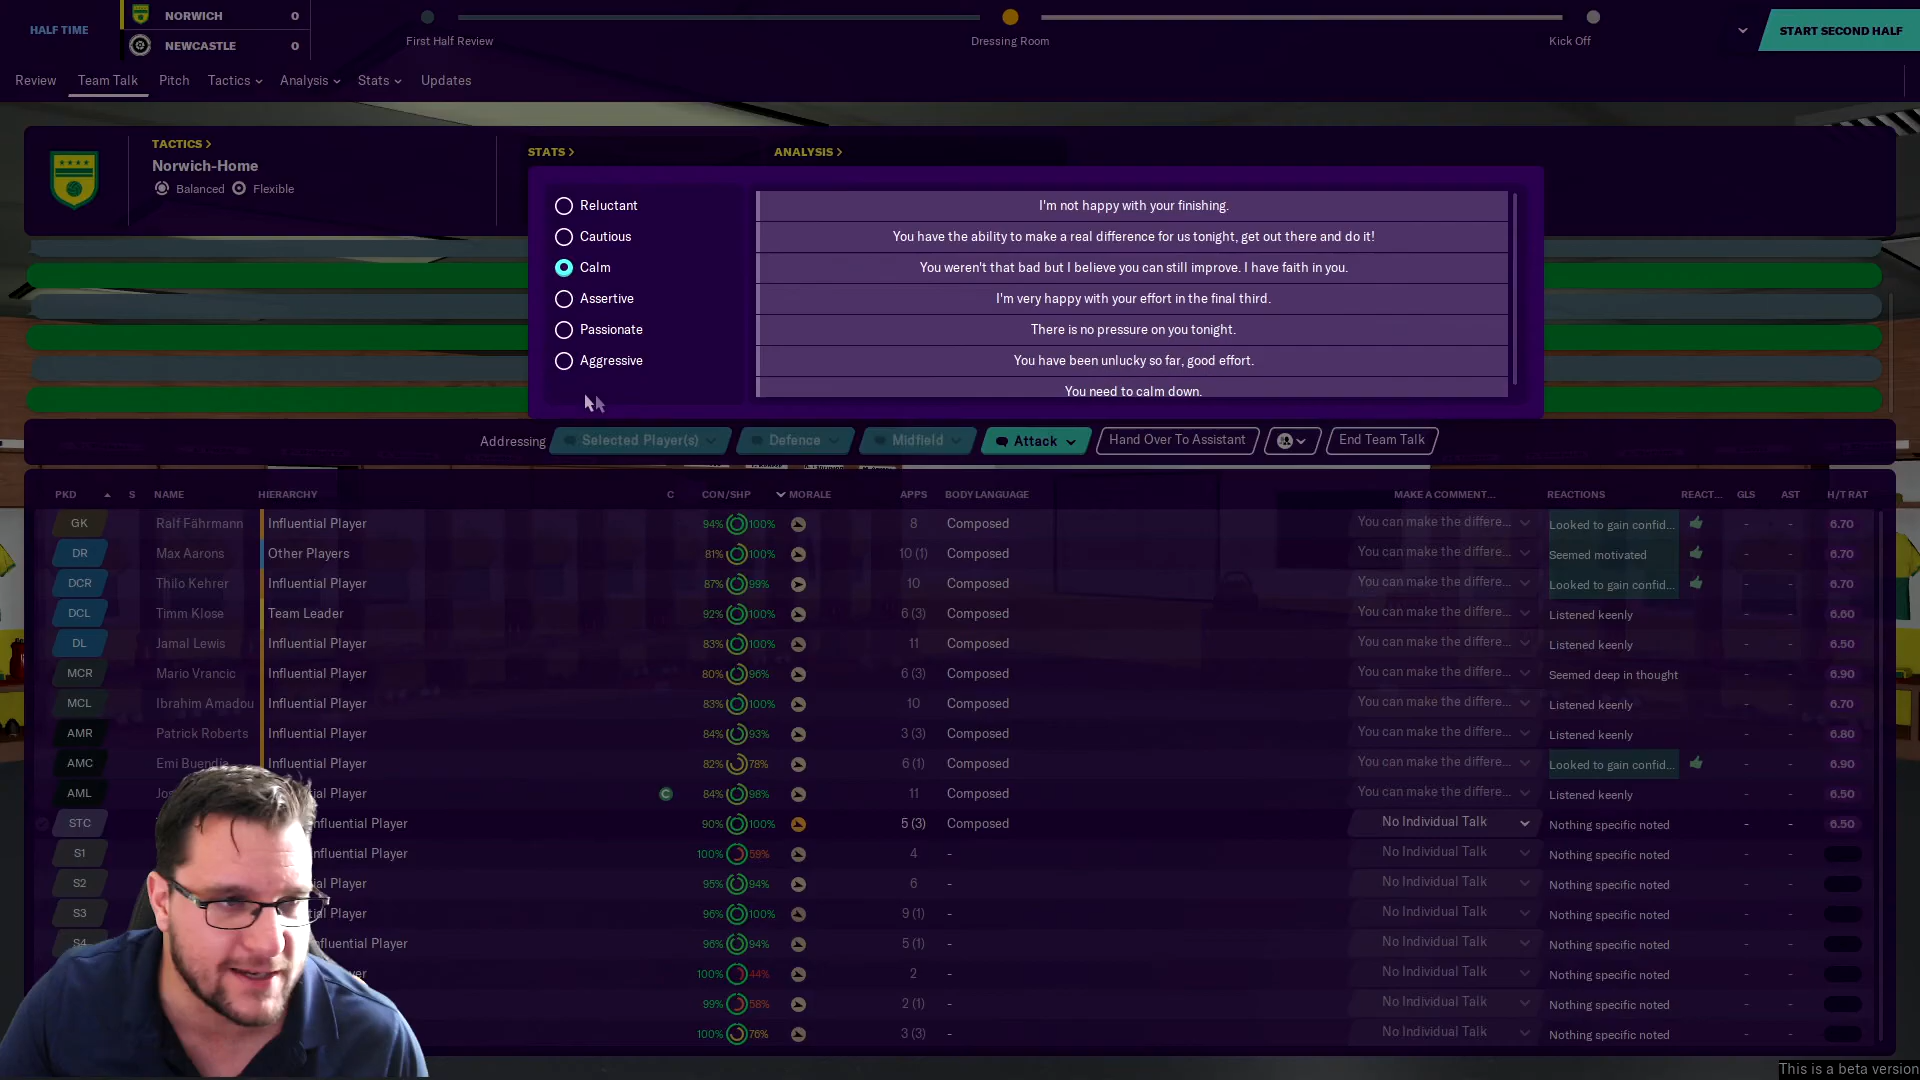 HALF TIME
NORWICH 0
NEWCASTLE 0
First Half Review
Dressing Room
Kick Off
START SECOND HALF
Review Team Talk Pitch Tactics Analysis Stats Updates
TACTICS >
Norwich-Home
Balanced Flexible
STATS >
ANALYSIS >
Reluctant
Cautious
Calm
Assertive
Passionate
Aggressive
I'm not happy with your finishing.
You have the ability to make a real difference for us tonight, get out there and do it!
You weren't that bad but I believe you can still improve. I have faith in you.
I'm very happy with your effort in the final third.
There is no pressure on you tonight.
You have been unlucky so far, good effort.
You need to calm down.
Addressing Selected Player(s) Defence Midfield Attack Hand Over To Assistant End Team Talk
PKD S NAME HIERARCHY C CON/SHP MORALE APPS BODY LANGUAGE MAKE A COMMENT... REACTIONS REACT... GLS AST H/T RAT
GK Ralf Fährmann Influential Player 94% 100% 8 Composed You can make the differe... Looked to gain confid... - - 6.70
DR Max Aarons Other Players 81% 100% 10 (1) Composed You can make the differe... Seemed motivated - - 6.70
DCR Thilo Kehrer Influential Player 87% 99% 10 Composed You can make the differe... Looked to gain confid... - - 6.70
DCL Timm Klose Team Leader 92% 100% 6 (3) Composed You can make the differe... Listened keenly - - 6.60
DL Jamal Lewis Influential Player 83% 100% 11 Composed You can make the differe... Listened keenly - - 6.50
MCR Mario Vrancic Influential Player 80% 96% 6 (3) Composed You can make the differe... Seemed deep in thought - - 6.90
MCL Ibrahim Amadou Influential Player 83% 100% 10 Composed You can make the differe... Listened keenly - - 6.70
AMR Patrick Roberts Influential Player 84% 93% 3 (3) Composed You can make the differe... Listened keenly - - 6.80
AMC Emi Buendía Influential Player 82% 78% 6 (1) Composed You can make the differe... Looked to gain confid... - - 6.90
AML Jos ial Player C 84% 98% 11 Composed You can make the differe... Listened keenly - - 6.50
STC nfluential Player 90% 100% 5 (3) Composed No Individual Talk Nothing specific noted - - 6.50
S1 nfluential Player 100% 59% 4 - No Individual Talk Nothing specific noted - -
S2 ial Player 95% 94% 6 - No Individual Talk Nothing specific noted - -
S3 ial Player 96% 100% 9 (1) - No Individual Talk Nothing specific noted - -
S4 nfluential Player 96% 94% 5 (1) - No Individual Talk Nothing specific noted - -
yer 100% 44% 2 - No Individual Talk Nothing specific noted - -
99% 58% 2 (1) - No Individual Talk Nothing specific noted - -
100% 76% 3 (3) - No Individual Talk Nothing specific noted - -
This is a beta version